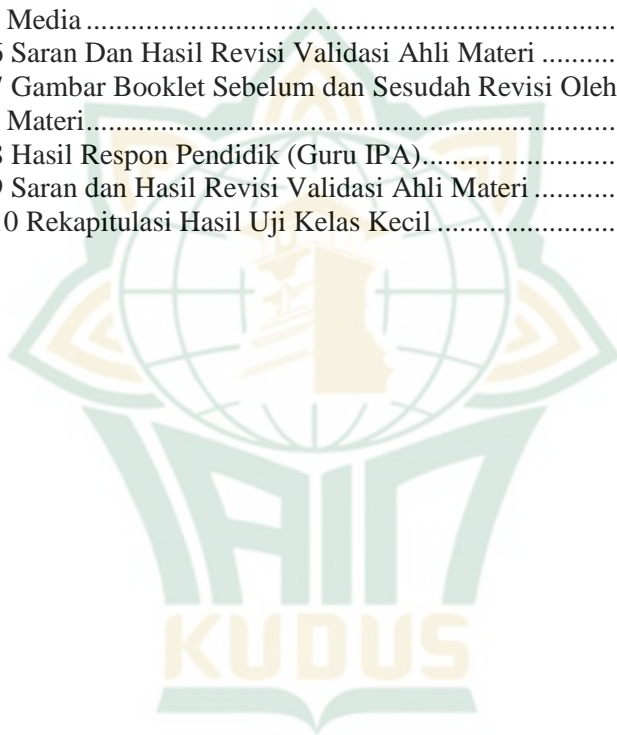 Media ........................................................................
6 Saran Dan Hasil Revisi Validasi Ahli Materi ...........
7 Gambar Booklet Sebelum dan Sesudah Revisi Oleh
Materi........................................................................
8 Hasil Respon Pendidik (Guru IPA)............................
9 Saran dan Hasil Revisi Validasi Ahli Materi ............
10 Rekapitulasi Hasil Uji Kelas Kecil ..........................
IAIN
KUDUS